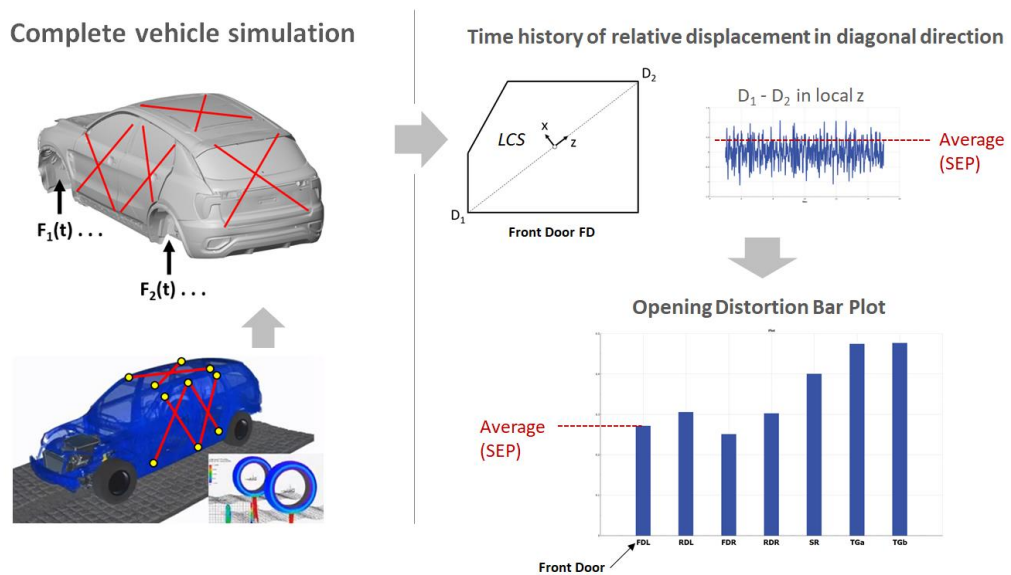 Complete vehicle simulation
F1(t) . . .
F2(t) . . .
Time history of relative displacement in diagonal direction
D2
LCS
x
z
D1
Front Door FD
D1 - D2 in local z
Average
(SEP)
Opening Distortion Bar Plot
Plot
Average
(SEP)
FDL RDL FDR RDR SR TGa TGb
Front Door